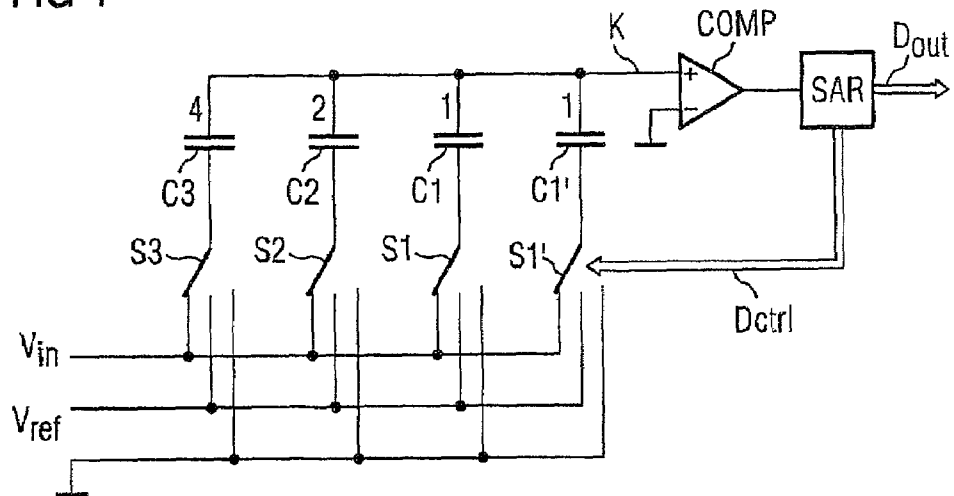 FIG 1
K
COMP
Dout
SAR
4
2
1
1
C3
C2
C1
C1'
S3
S2
S1
S1'
Dctrl
Vin
Vref
+
-